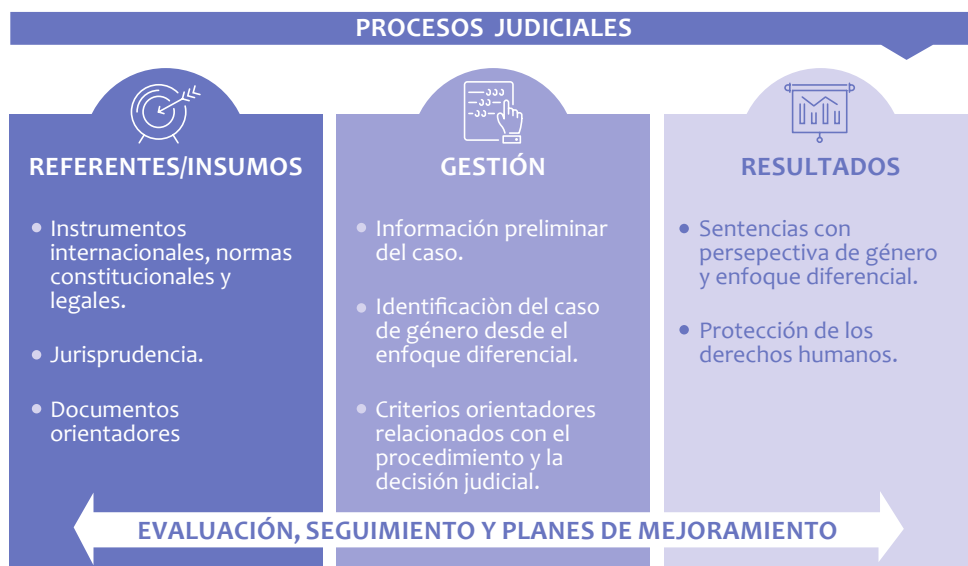 PROCESOS JUDICIALES
REFERENTES/INSUMOS
• Instrumentos
internacionales, normas
constitucionales y
legales.
• Jurisprudencia.
• Documentos
orientadores
GESTIÓN
• Información preliminar
del caso.
• Identificaciòn del caso
de género desde el
enfoque diferencial.
• Criterios orientadores
relacionados con el
procedimiento y la
decisión judicial.
RESULTADOS
• Sentencias con
persepectiva de género
y enfoque diferencial.
• Protección de los
derechos humanos.
EVALUACIÓN, SEGUIMIENTO Y PLANES DE MEJORAMIENTO